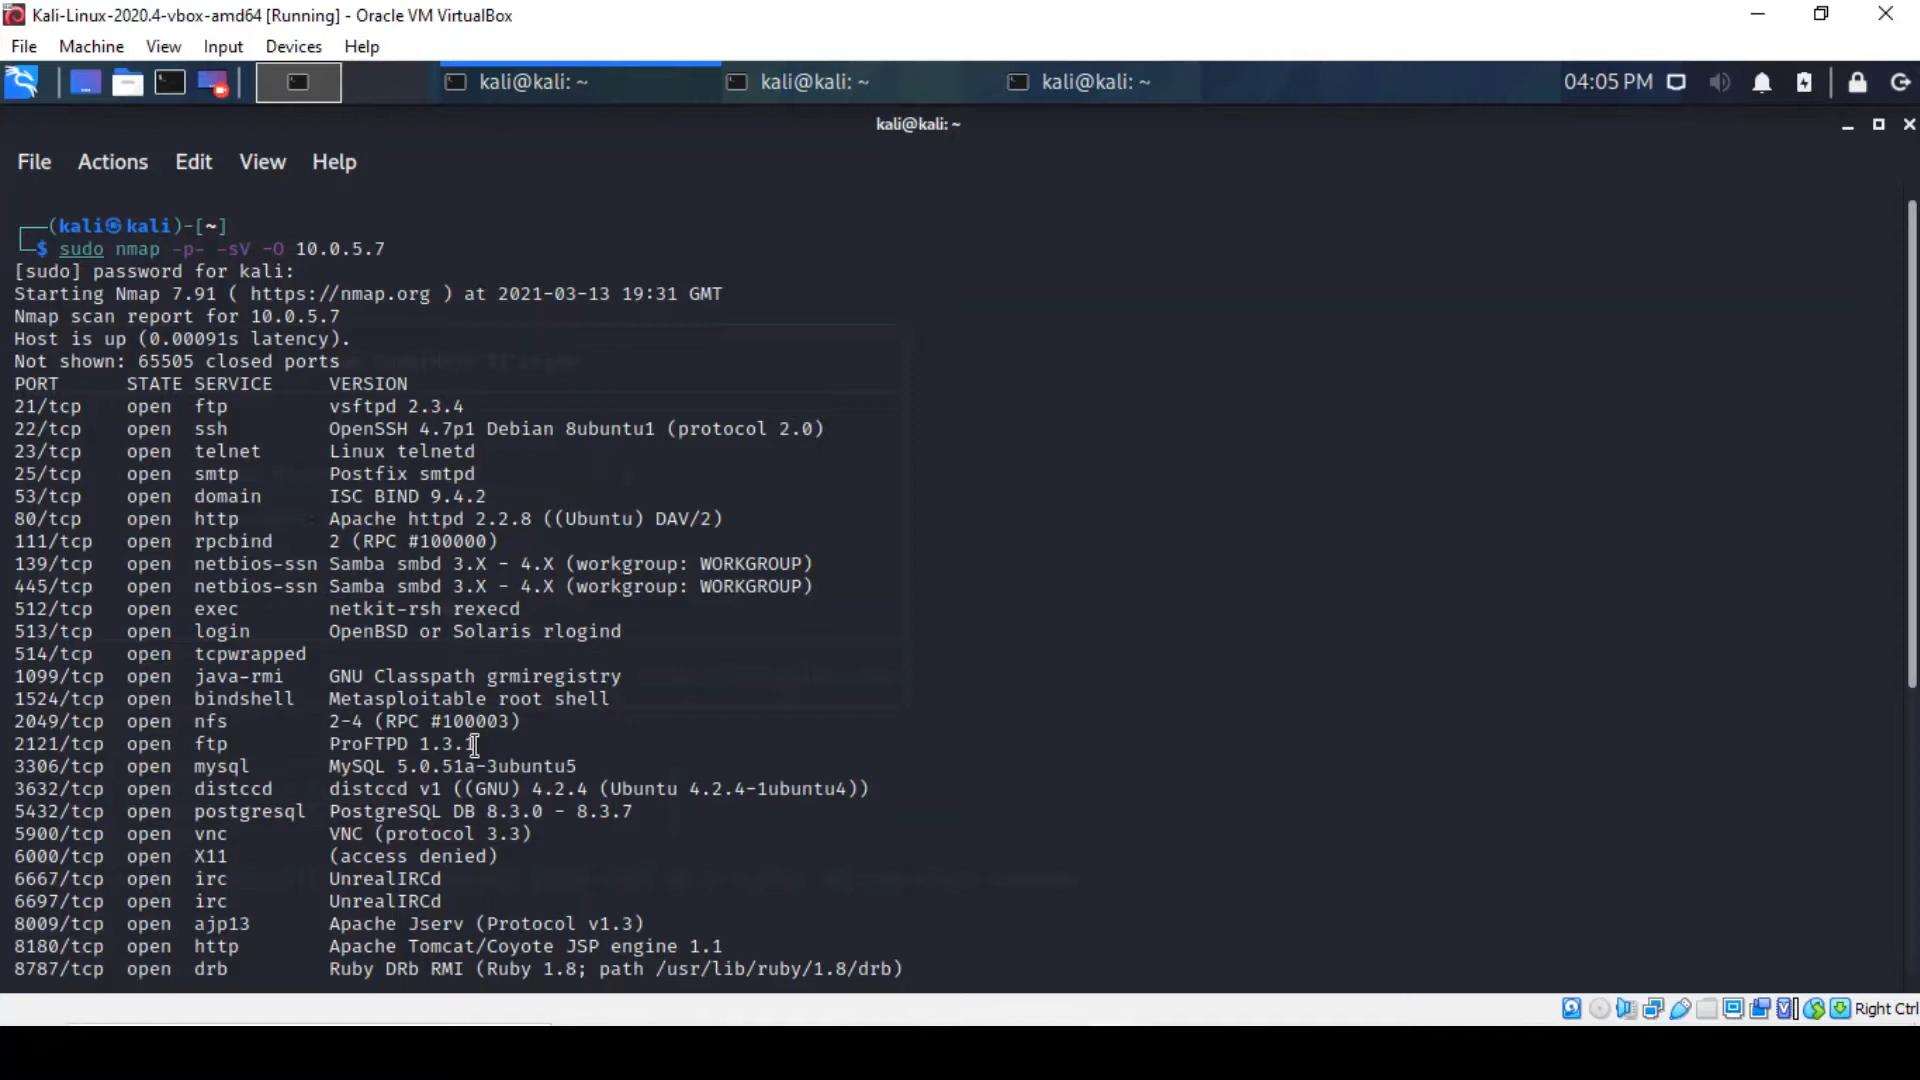 Kali-Linux-2020.4-vbox-amd64 [Running] - Oracle VM VirtualBox
File Machine View Input Devices Help
kali@kali: ~ kali@kali: ~ kali@kali: ~ 04:05 PM
kali@kali: ~
File Actions Edit View Help
┌──(kali㉿kali)-[~]
└─$ sudo nmap -p- -sV -O 10.0.5.7
[sudo] password for kali:
Starting Nmap 7.91 ( https://nmap.org ) at 2021-03-13 19:31 GMT
Nmap scan report for 10.0.5.7
Host is up (0.00091s latency).
Not shown: 65505 closed ports
PORT STATE SERVICE VERSION
21/tcp open ftp vsftpd 2.3.4
22/tcp open ssh OpenSSH 4.7p1 Debian 8ubuntu1 (protocol 2.0)
23/tcp open telnet Linux telnetd
25/tcp open smtp Postfix smtpd
53/tcp open domain ISC BIND 9.4.2
80/tcp open http Apache httpd 2.2.8 ((Ubuntu) DAV/2)
111/tcp open rpcbind 2 (RPC #100000)
139/tcp open netbios-ssn Samba smbd 3.X - 4.X (workgroup: WORKGROUP)
445/tcp open netbios-ssn Samba smbd 3.X - 4.X (workgroup: WORKGROUP)
512/tcp open exec netkit-rsh rexecd
513/tcp open login OpenBSD or Solaris rlogind
514/tcp open tcpwrapped
1099/tcp open java-rmi GNU Classpath grmiregistry
1524/tcp open bindshell Metasploitable root shell
2049/tcp open nfs 2-4 (RPC #100003)
2121/tcp open ftp ProFTPD 1.3.1
3306/tcp open mysql MySQL 5.0.51a-3ubuntu5
3632/tcp open distccd distccd v1 ((GNU) 4.2.4 (Ubuntu 4.2.4-1ubuntu4))
5432/tcp open postgresql PostgreSQL DB 8.3.0 - 8.3.7
5900/tcp open vnc VNC (protocol 3.3)
6000/tcp open X11 (access denied)
6667/tcp open irc UnrealIRCd
6697/tcp open irc UnrealIRCd
8009/tcp open ajp13 Apache Jserv (Protocol v1.3)
8180/tcp open http Apache Tomcat/Coyote JSP engine 1.1
8787/tcp open drb Ruby DRb RMI (Ruby 1.8; path /usr/lib/ruby/1.8/drb)
Right Ctrl